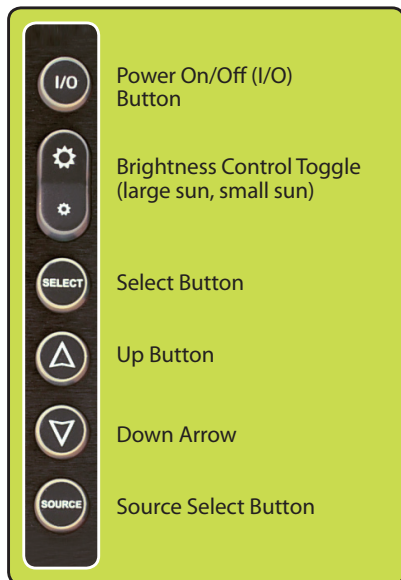 I/O
Power On/Off (I/O)
Button
Brightness Control Toggle
(large sun, small sun)
SELECT
Select Button
Up Button
Down Arrow
SOURCE
Source Select Button